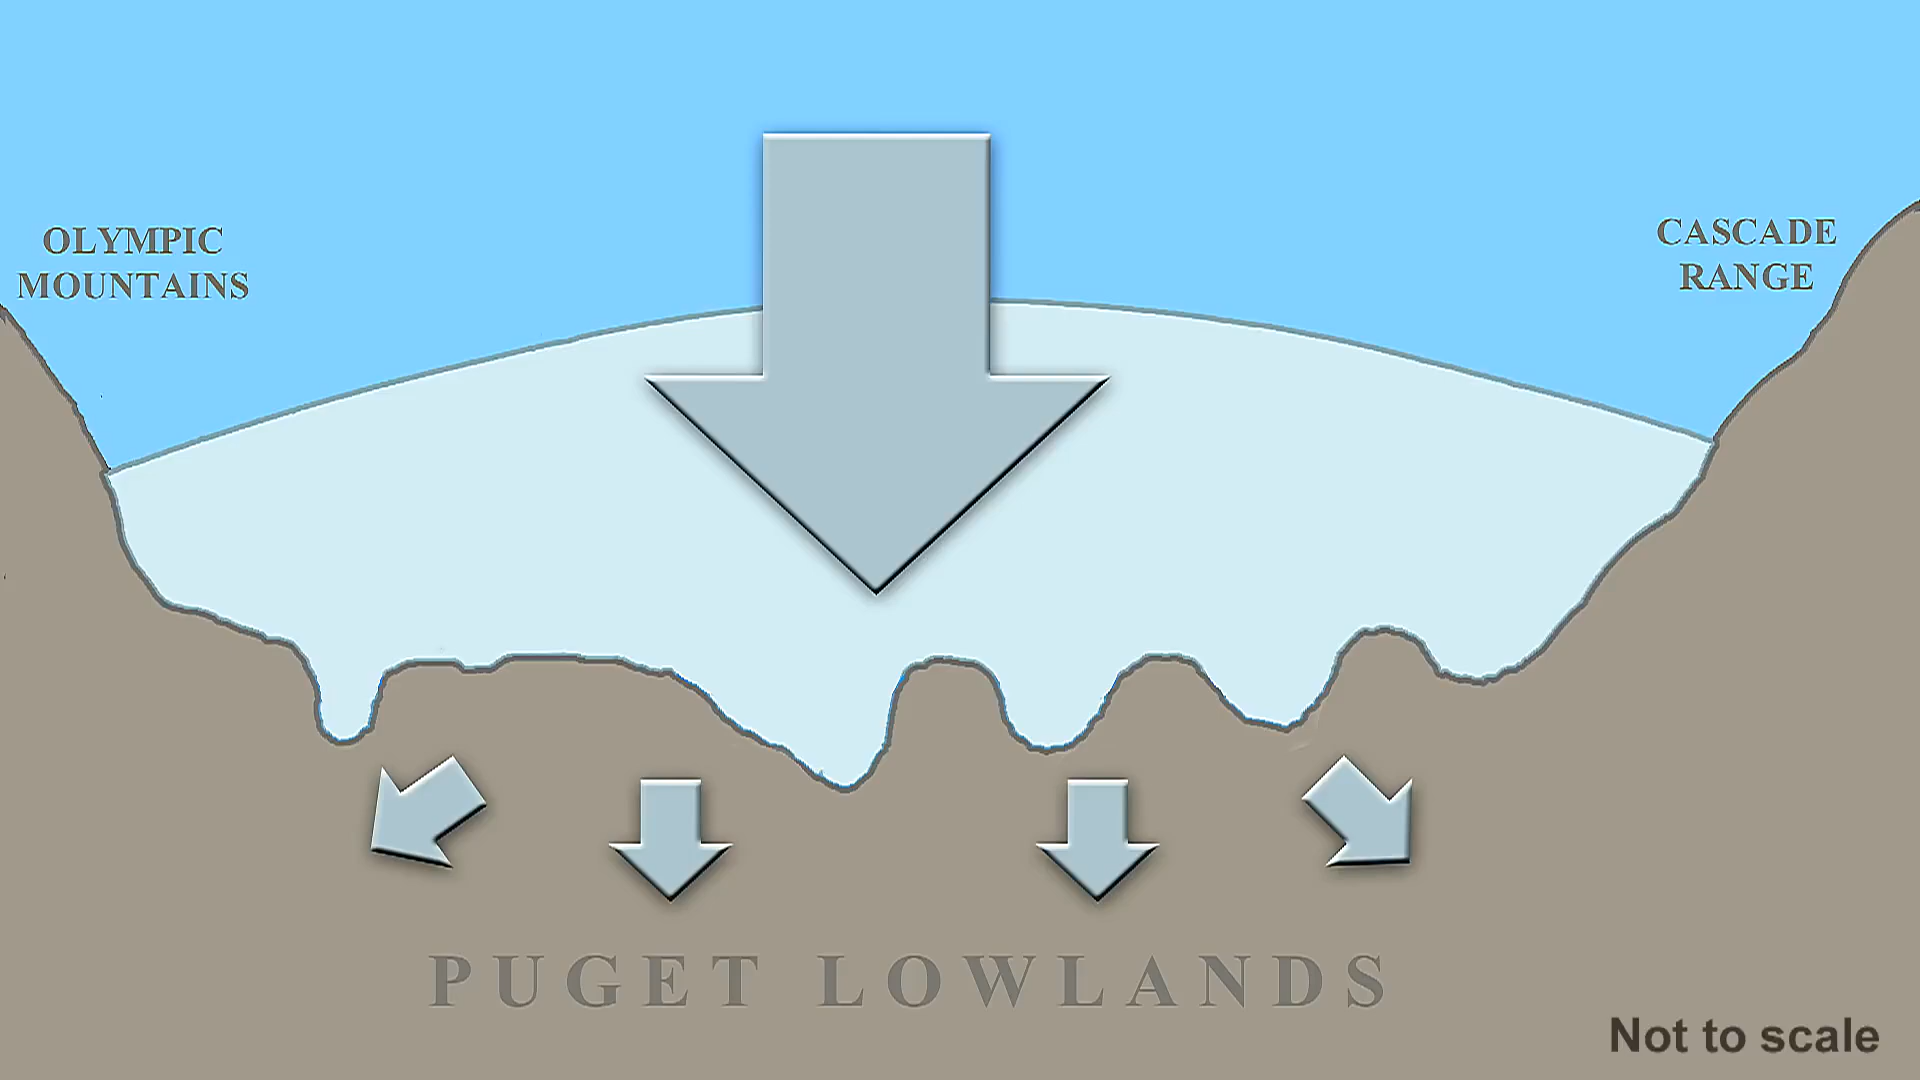 OLYMPIC
MOUNTAINS
CASCADE
RANGE
PUGET LOWLANDS
Not to scale